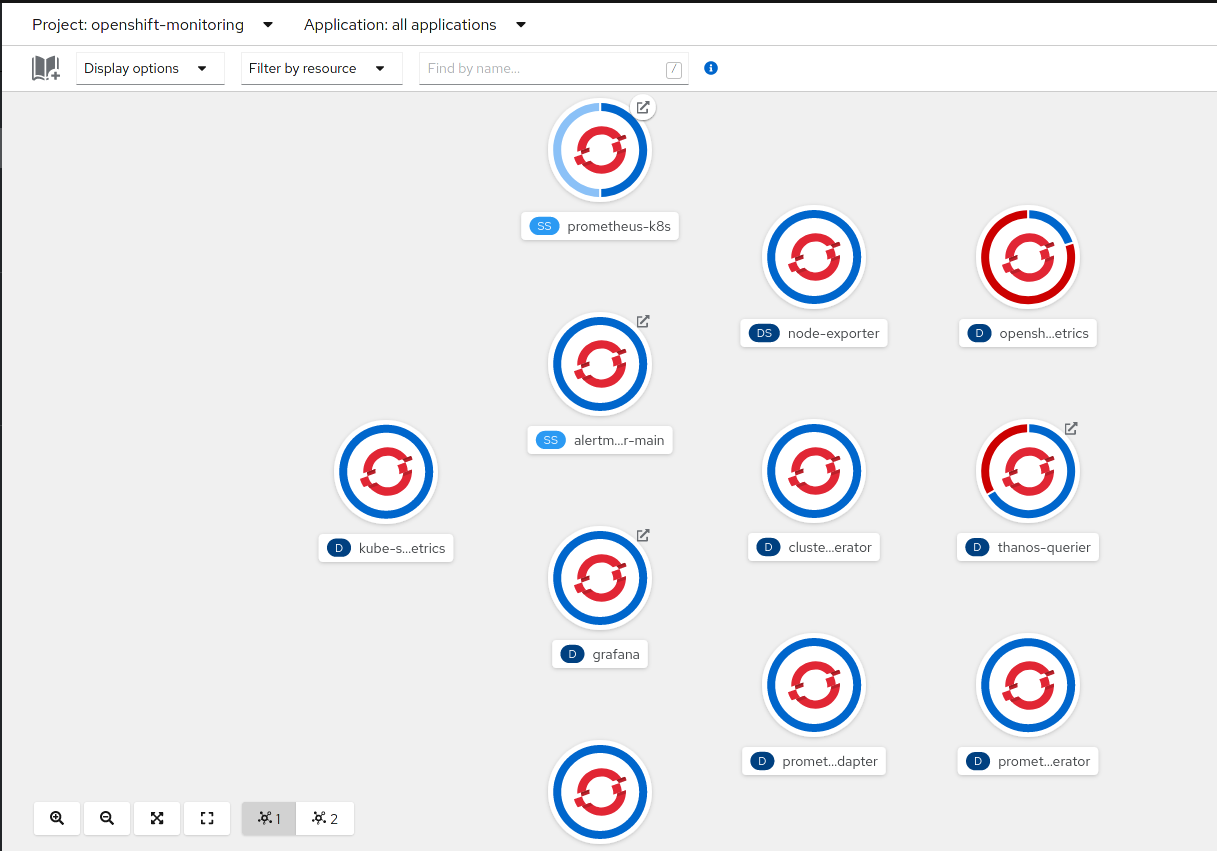 Project: openshift-monitoring Application: all applications
Display options Filter by resource Find by name... /
SS prometheus-k8s
DS node-exporter
D opensh...etrics
SS alertm...r-main
D kube-s...etrics
D cluste...erator
D thanos-querier
D grafana
D promet...dapter
D promet...erator
1 2